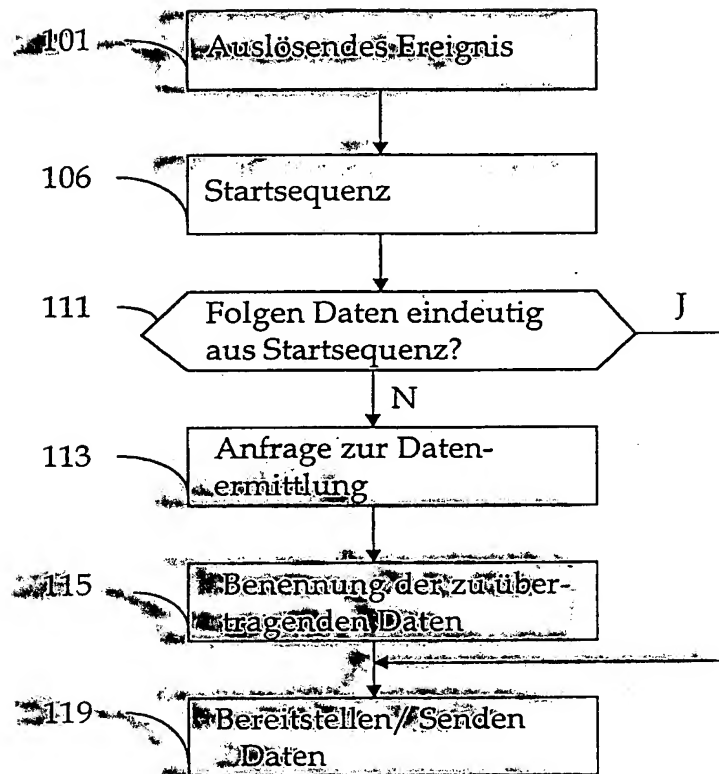 101 Auslösendes Ereignis
106 Startsequenz
111 Folgen Daten eindeutig J
aus Startsequenz?
N
113 Anfrage zur Daten-
ermittlung
115 Benennung der zu über-
tragenden Daten
119 Bereitstellen/ Senden
Daten